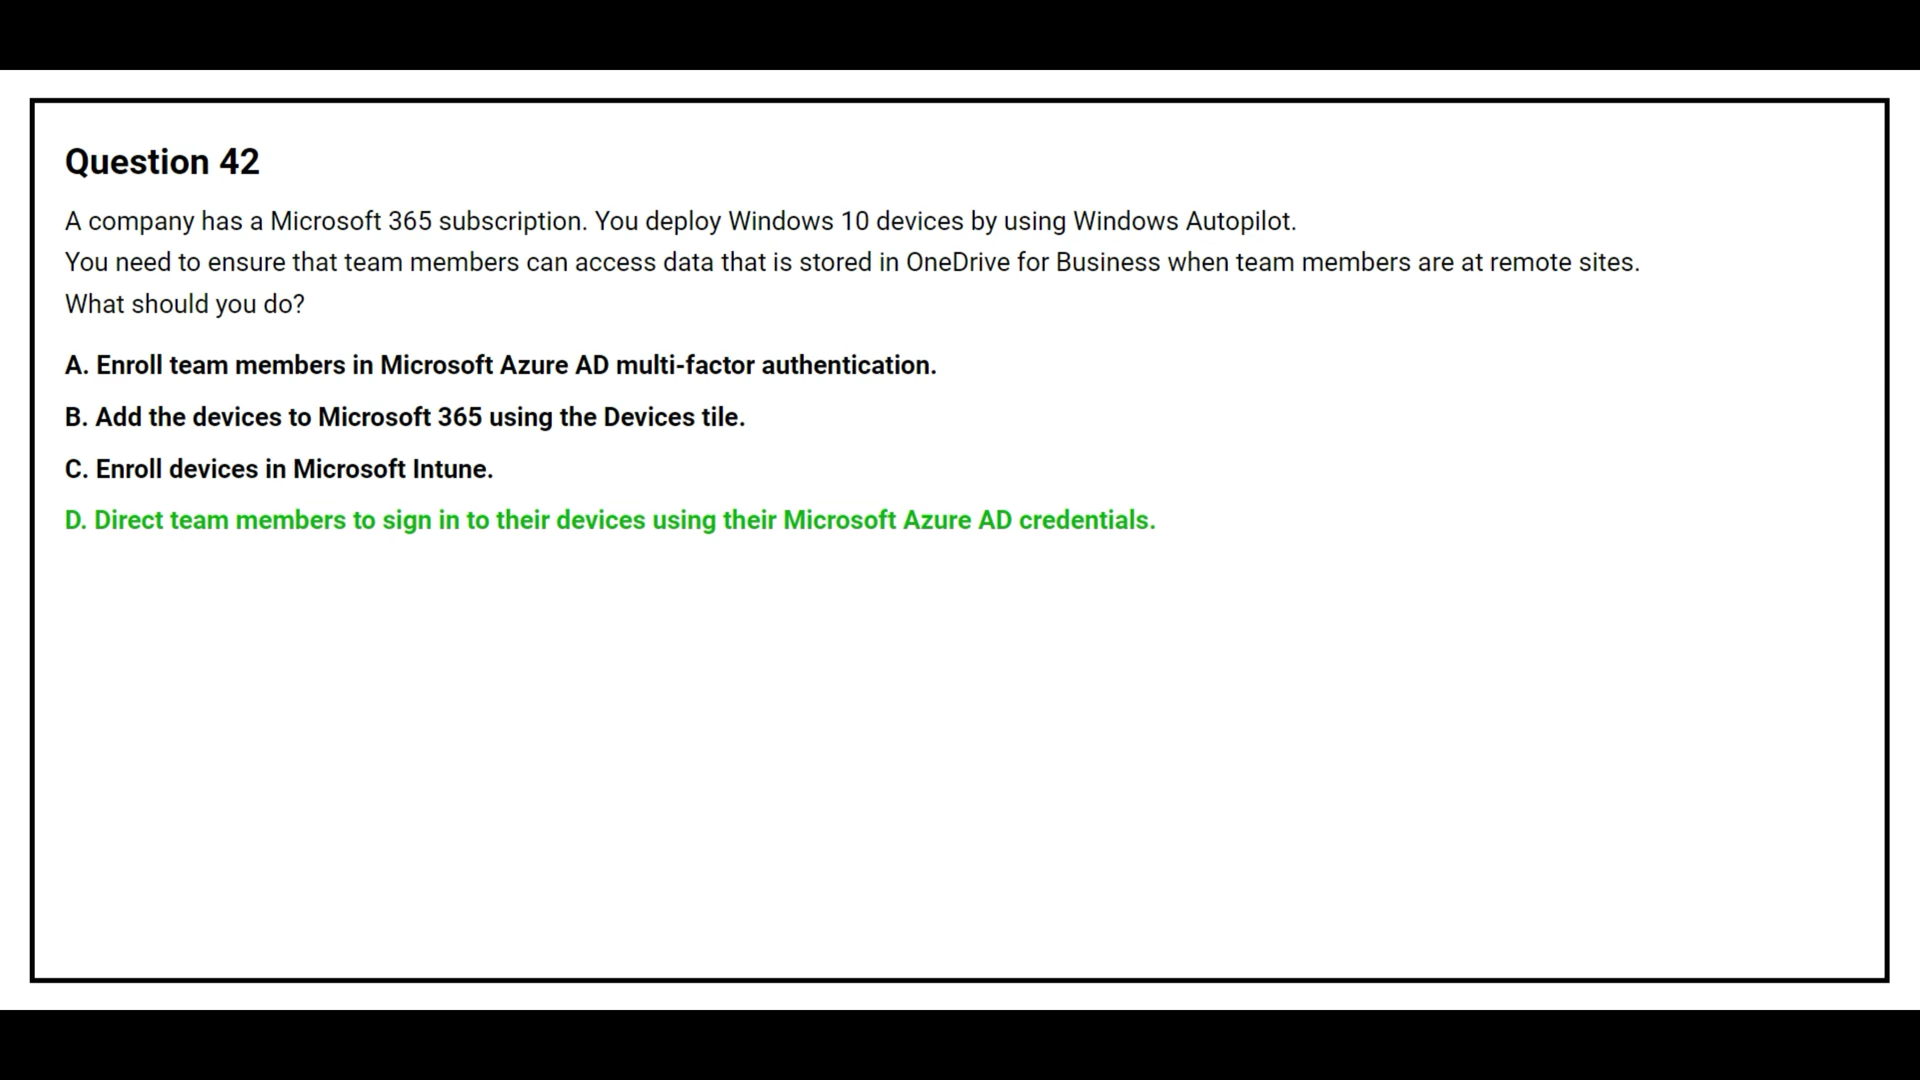 Question 42
A company has a Microsoft 365 subscription. You deploy Windows 10 devices by using Windows Autopilot.
You need to ensure that team members can access data that is stored in OneDrive for Business when team members are at remote sites.
What should you do?
A. Enroll team members in Microsoft Azure AD multi-factor authentication.
B. Add the devices to Microsoft 365 using the Devices tile.
C. Enroll devices in Microsoft Intune.
D. Direct team members to sign in to their devices using their Microsoft Azure AD credentials.